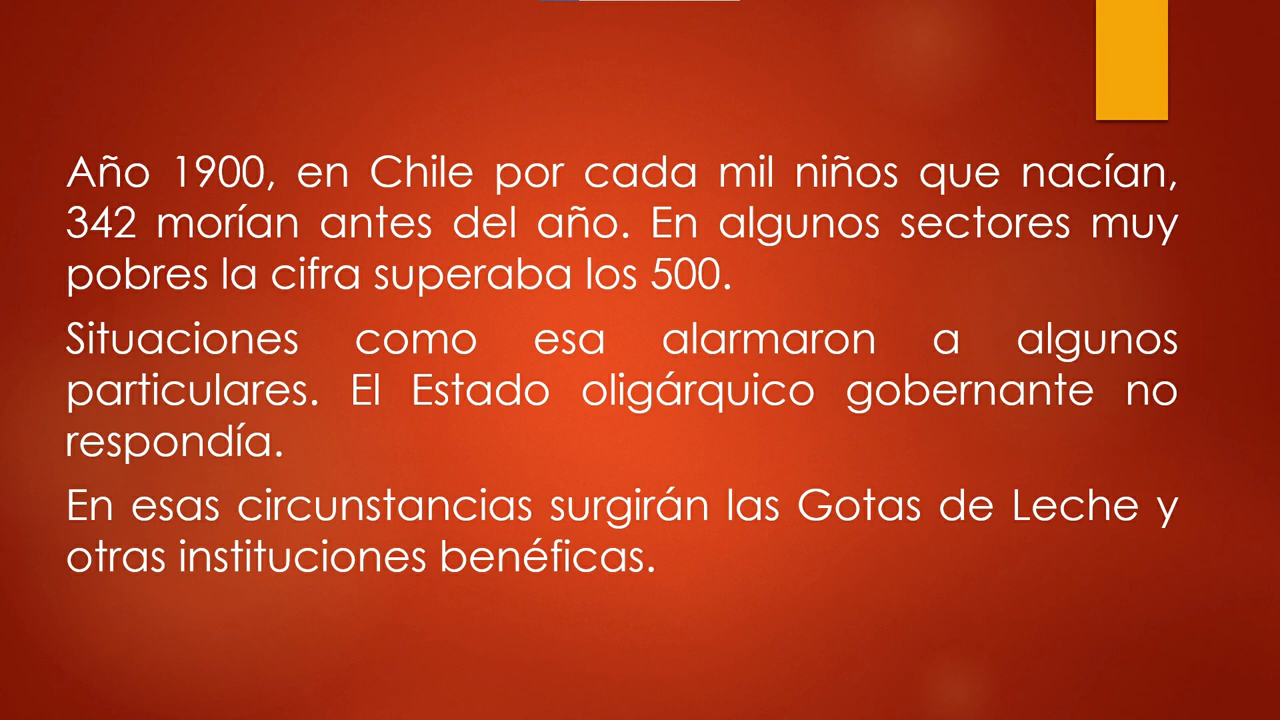 Año 1900, en Chile por cada mil niños que nacían,
342 morían antes del año. En algunos sectores muy
pobres la cifra superaba los 500.
Situaciones como esa alarmaron a algunos
particulares. El Estado oligárquico gobernante no
respondía.
En esas circunstancias surgirán las Gotas de Leche y
otras instituciones benéficas.